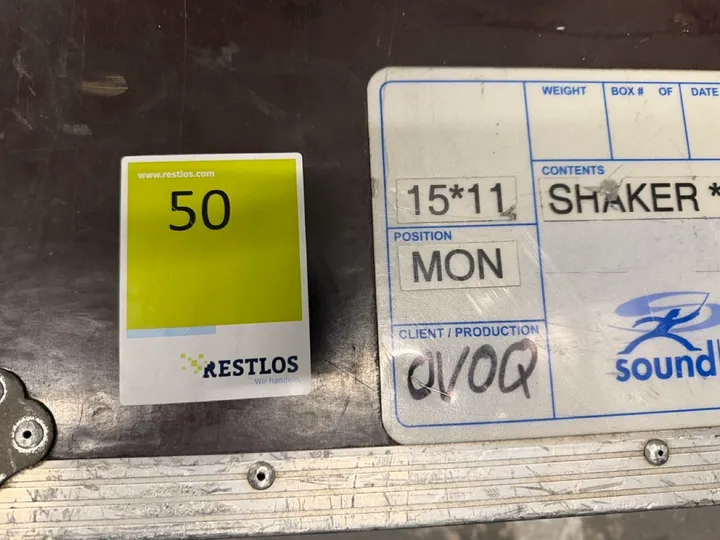 www.restlos.com
50
RESTLOS
Wir handeln.
WEIGHT
BOX # OF
DATE
15*11
CONTENTS
SHAKER *
POSITION
MON
CLIENT / PRODUCTION
OVOQ
sound